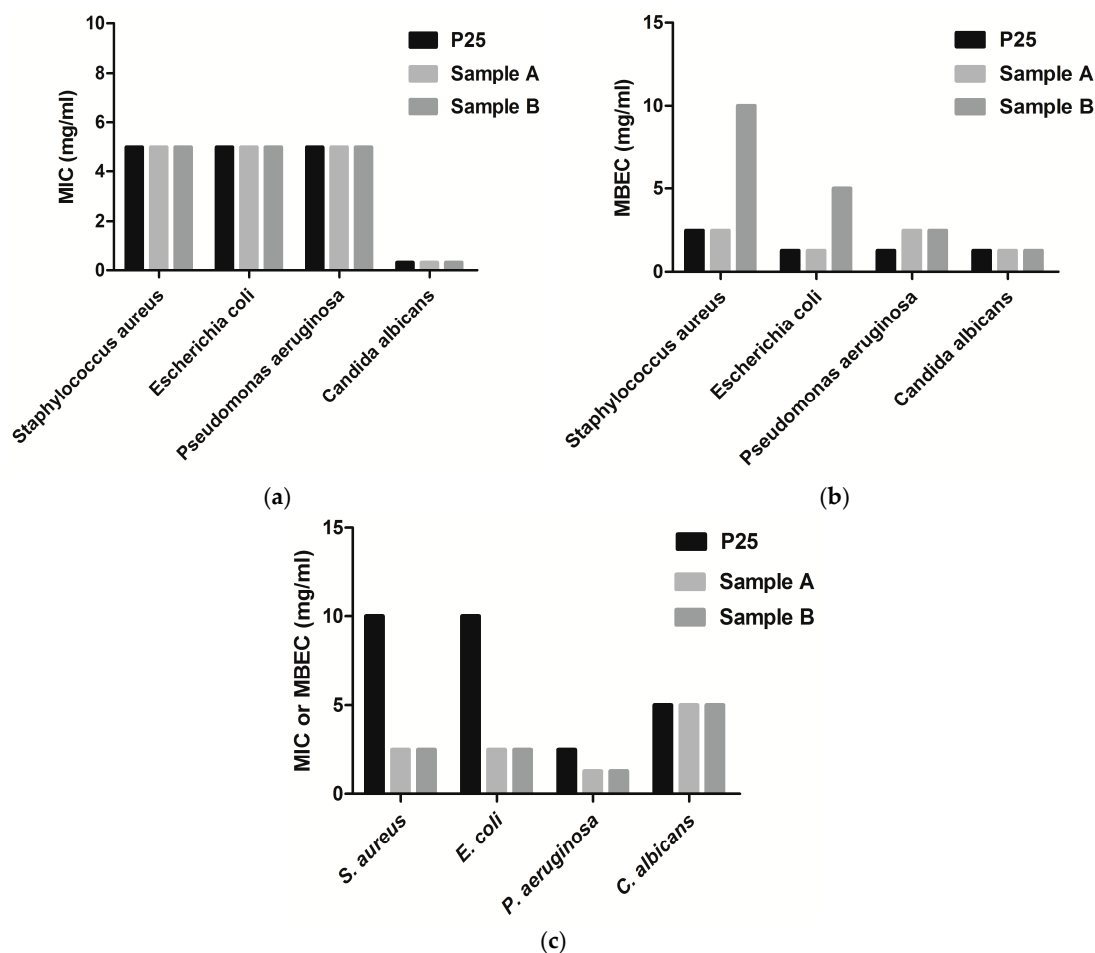 10
8
6
4
2
0
MIC (mg/ml)
P25
Sample A
Sample B
Staphylococcus aureus
Escherichia coli
Pseudomonas aeruginosa
Candida albicans
(a)
15
10
5
0
MBEC (mg/ml)
P25
Sample A
Sample B
Staphylococcus aureus
Escherichia coli
Pseudomonas aeruginosa
Candida albicans
(b)
15
10
5
0
MIC or MBEC (mg/ml)
P25
Sample A
Sample B
S. aureus
E. coli
P. aeruginosa
C. albicans
(c)